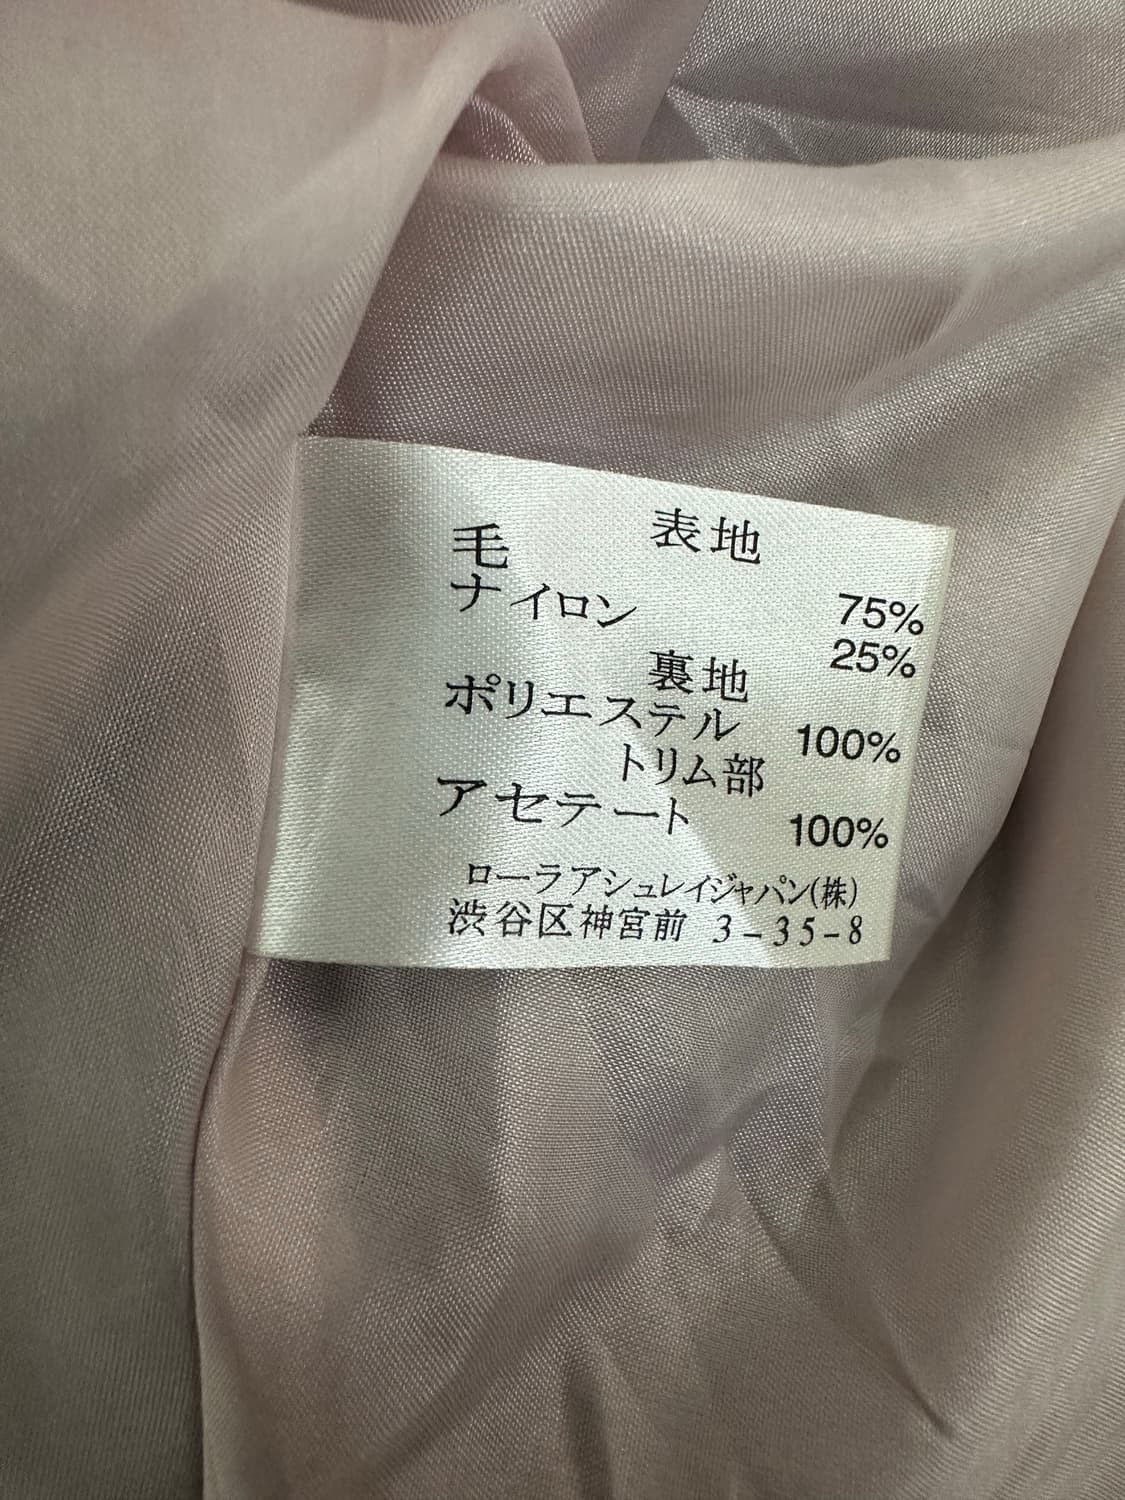 表地
毛 75%
ナイロン 25%
裏地
ポリエステル 100%
トリム部
アセテート 100%
ローラアシュレイジャパン(株)
渋谷区神宮前 3-35-8